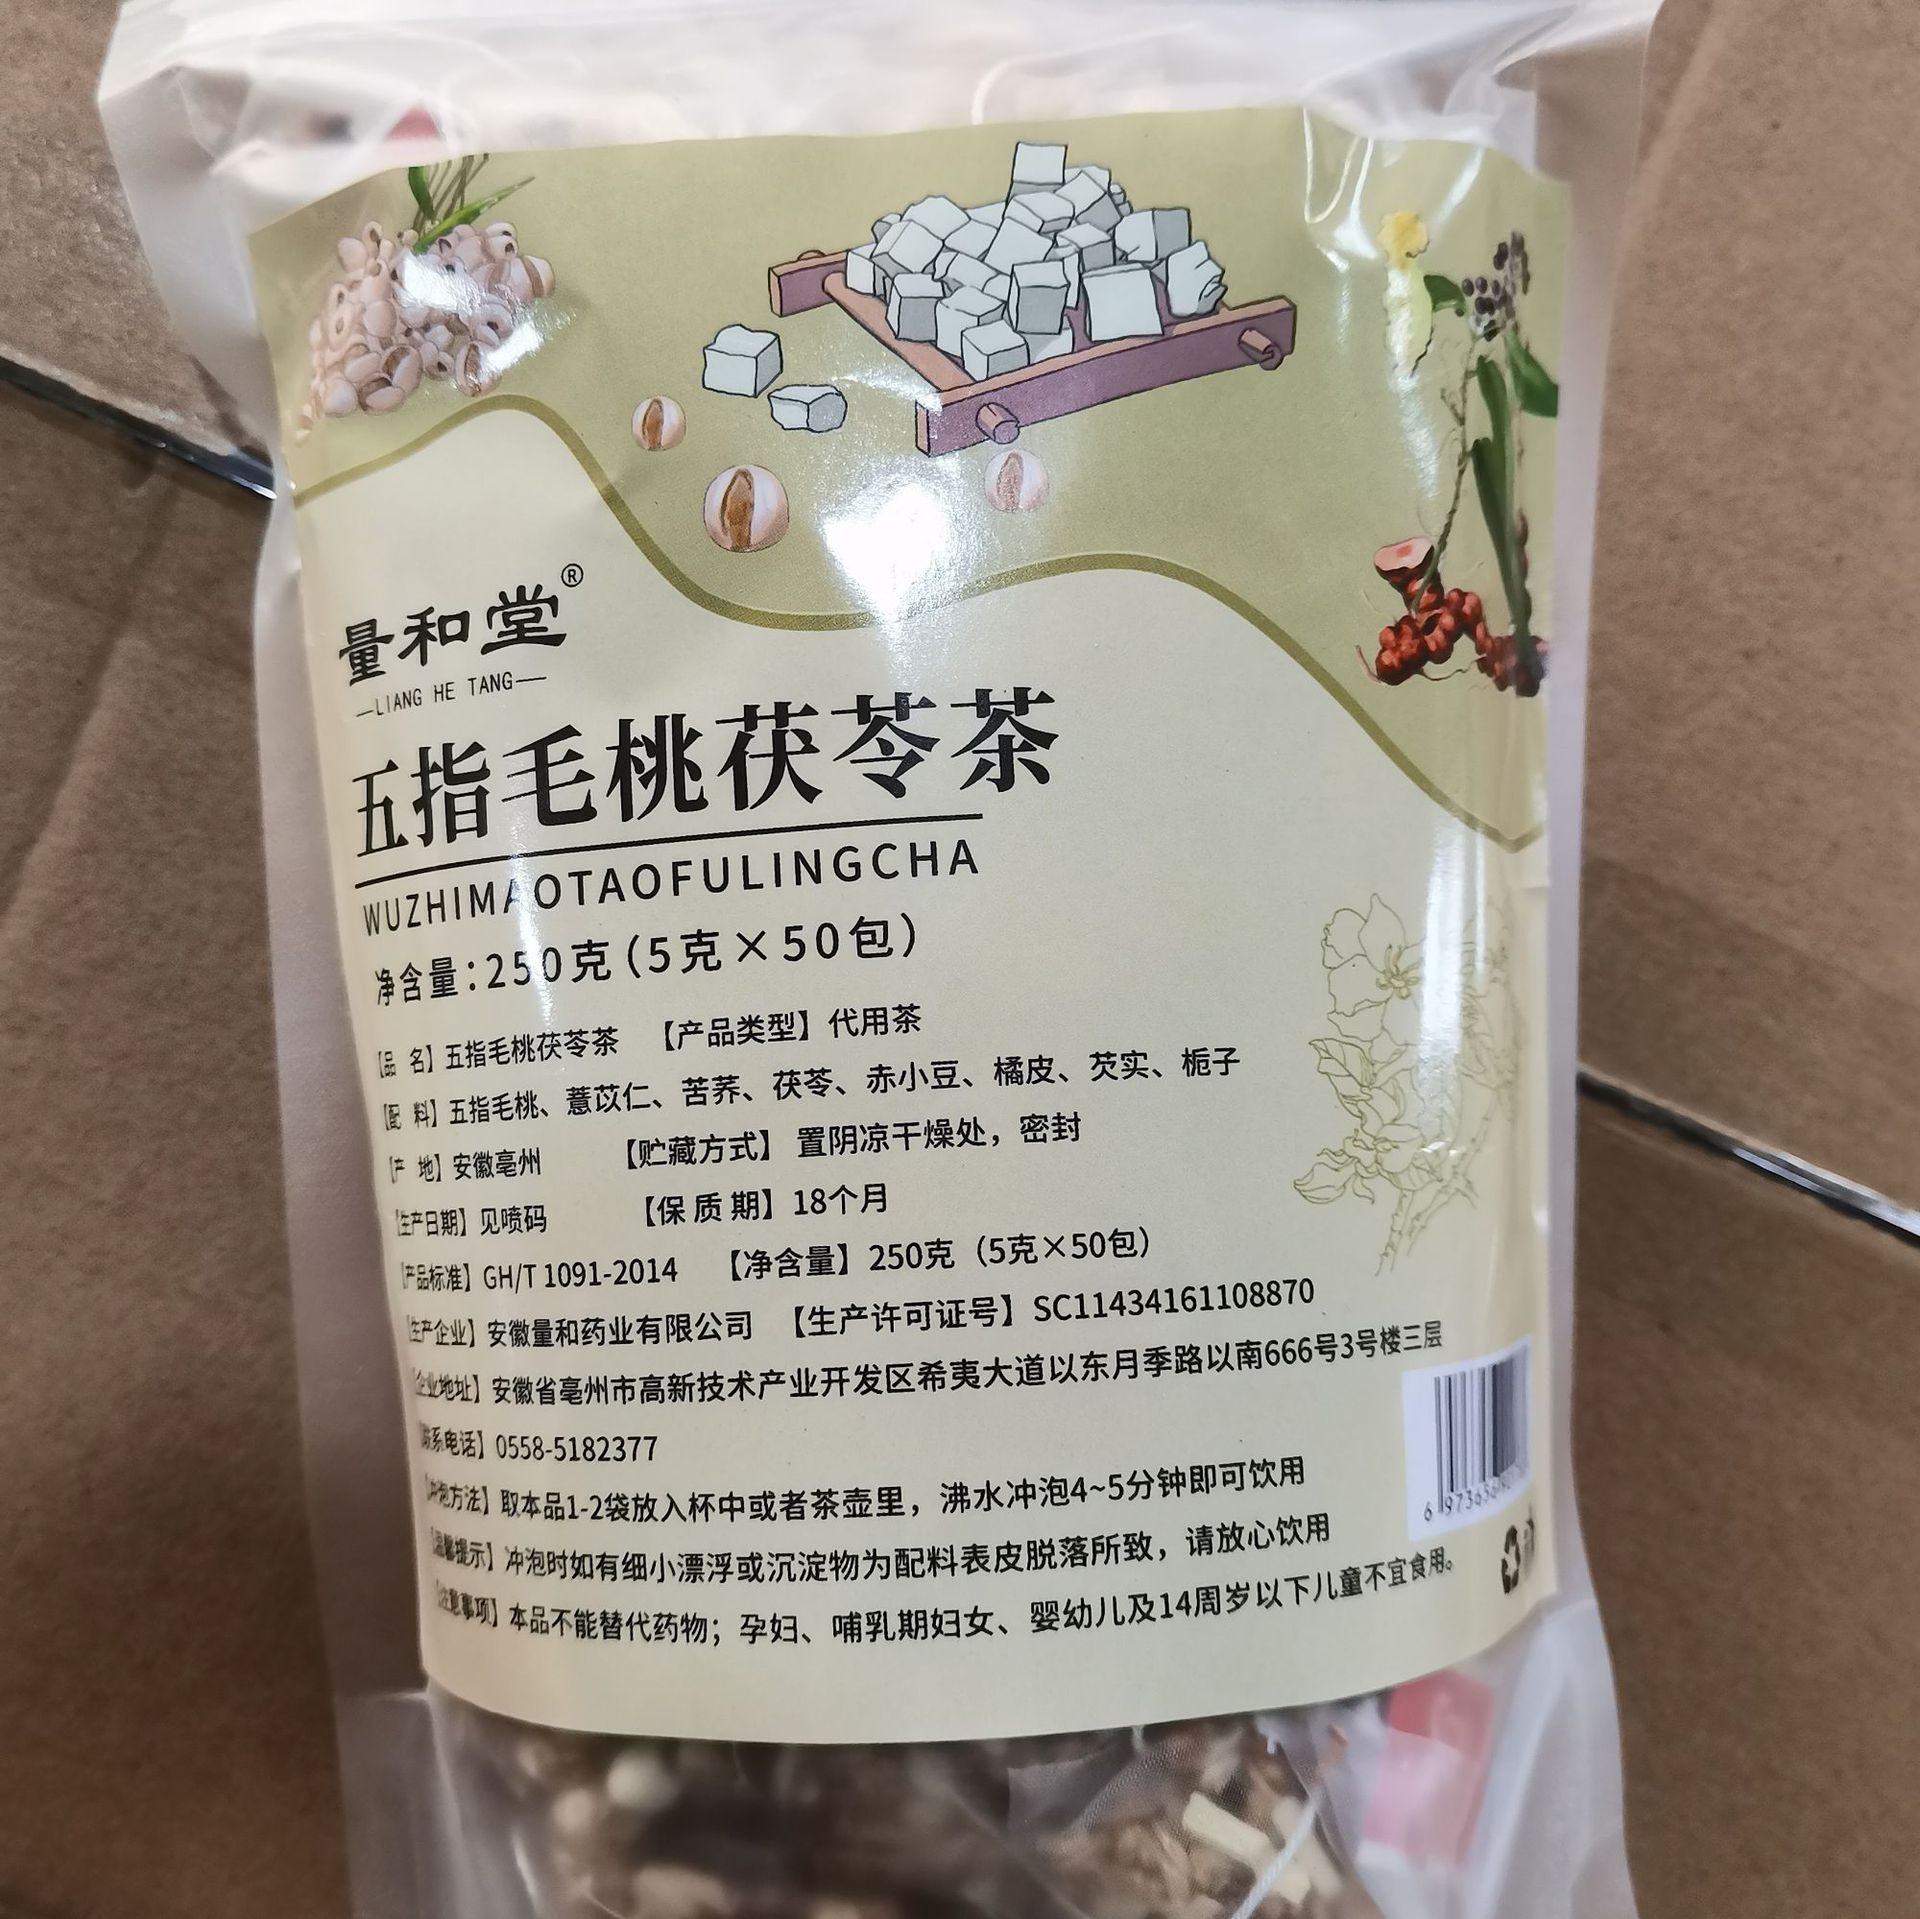 量和堂®
—LIANG HE TANG—
五指毛桃茯苓茶
WUZHIMAOTAOFULINGCHA
净含量:250克(5克×50包)
【品 名】五指毛桃茯苓茶 【产品类型】代用茶
【配 料】五指毛桃、薏苡仁、苦荞、茯苓、赤小豆、橘皮、芡实、栀子
【产 地】安徽亳州 【贮藏方式】 置阴凉干燥处，密封
【生产日期】见喷码 【保质期】18个月
【产品标准】GH/T 1091-2014 【净含量】250克（5克×50包）
【生产企业】安徽量和药业有限公司 【生产许可证号】SC11434161108870
【企业地址】安徽省亳州市高新技术产业开发区希夷大道以东月季路以南666号3号楼三层
【联系电话】0558-5182377
【冲泡方法】取本品1-2袋放入杯中或者茶壶里，沸水冲泡4~5分钟即可饮用
【温馨提示】冲泡时如有细小漂浮或沉淀物为配料表皮脱落所致，请放心饮用
【注意事项】本品不能替代药物；孕妇、哺乳期妇女、婴幼儿及14周岁以下儿童不宜食用。